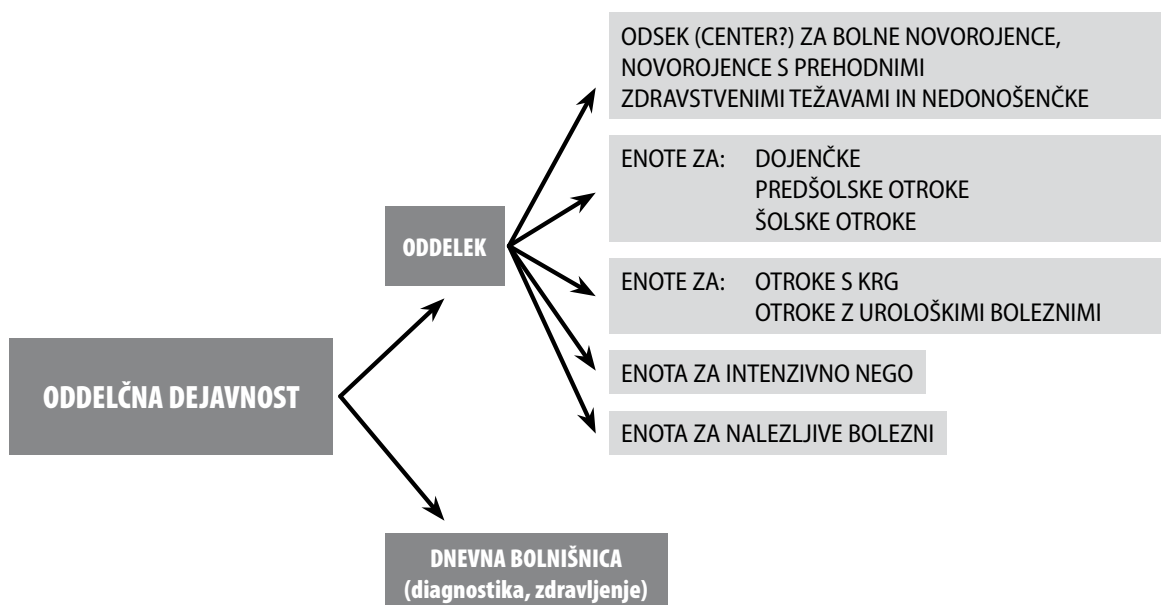 ODSEK (CENTER?) ZA BOLNE NOVOROJENCE,
NOVOROJENCE S PREHODNIMI
ZDRAVSTVENIMI TEŽAVAMI IN NEDONOŠENČKE
ENOTE ZA: DOJENČKE
PREDŠOLSKE OTROKE
ŠOLSKE OTROKE
ODDELEK
ENOTE ZA: OTROKE S KRG
OTROKE Z UROLOŠKIMI BOLEZNIMI
ENOTA ZA INTENZIVNO NEGO
ODDELČNA DEJAVNOST
ENOTA ZA NALEZLJIVE BOLEZNI
DNEVNA BOLNIŠNICA
(diagnostika, zdravljenje)